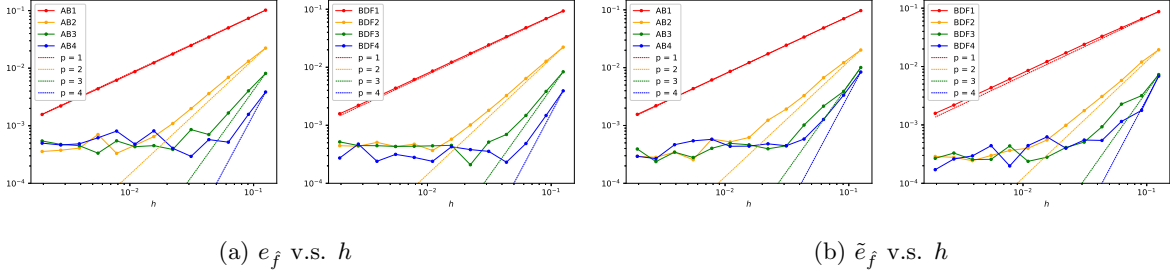 10⁻¹
10⁻²
10⁻³
10⁻⁴
AB1
AB2
AB3
AB4
p = 1
p = 2
p = 3
p = 4
10⁻²
10⁻¹
h
10⁻¹
10⁻²
10⁻³
10⁻⁴
BDF1
BDF2
BDF3
BDF4
p = 1
p = 2
p = 3
p = 4
10⁻²
10⁻¹
h
10⁻¹
10⁻²
10⁻³
10⁻⁴
AB1
AB2
AB3
AB4
p = 1
p = 2
p = 3
p = 4
10⁻²
10⁻¹
h
10⁻¹
10⁻²
10⁻³
10⁻⁴
BDF1
BDF2
BDF3
BDF4
p = 1
p = 2
p = 3
p = 4
10⁻²
10⁻¹
h
(a) e_f̂ v.s. h
(b) ẽ_f̂ v.s. h